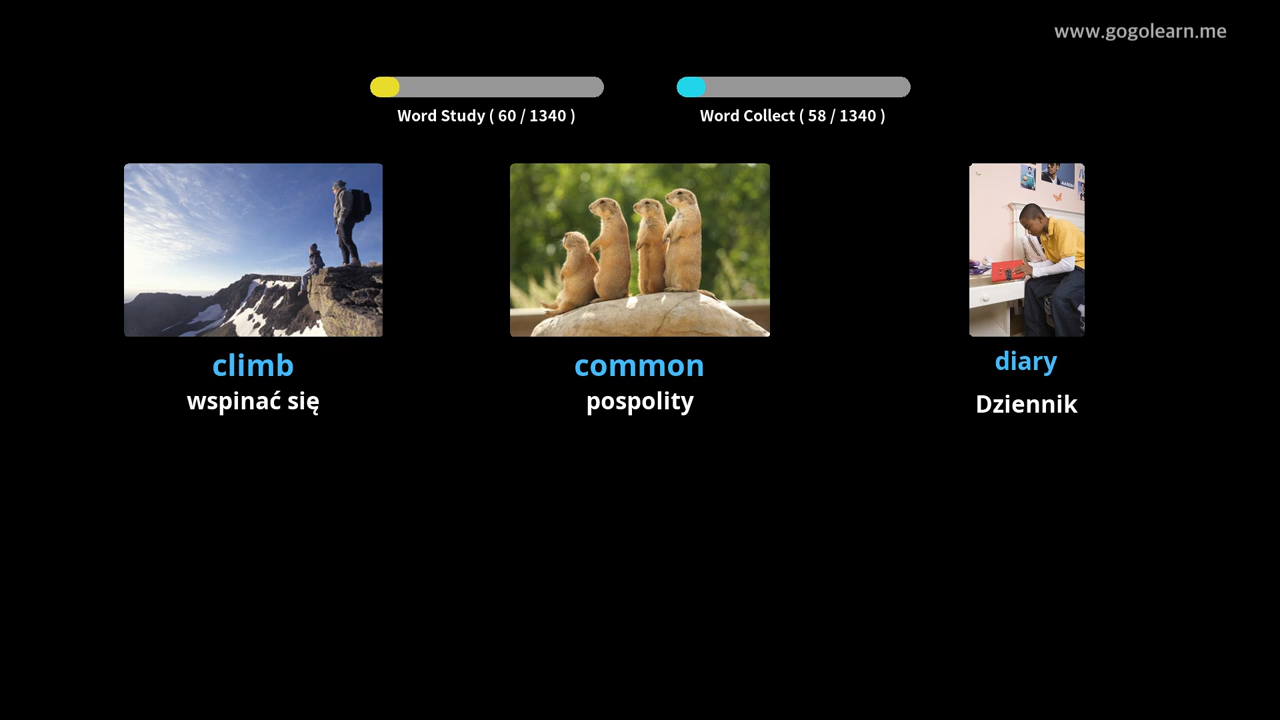 www.gogolearn.me
Word Study ( 60 / 1340 )
Word Collect ( 58 / 1340 )
climb
common
diary
wspinać się
pospolity
Dziennik